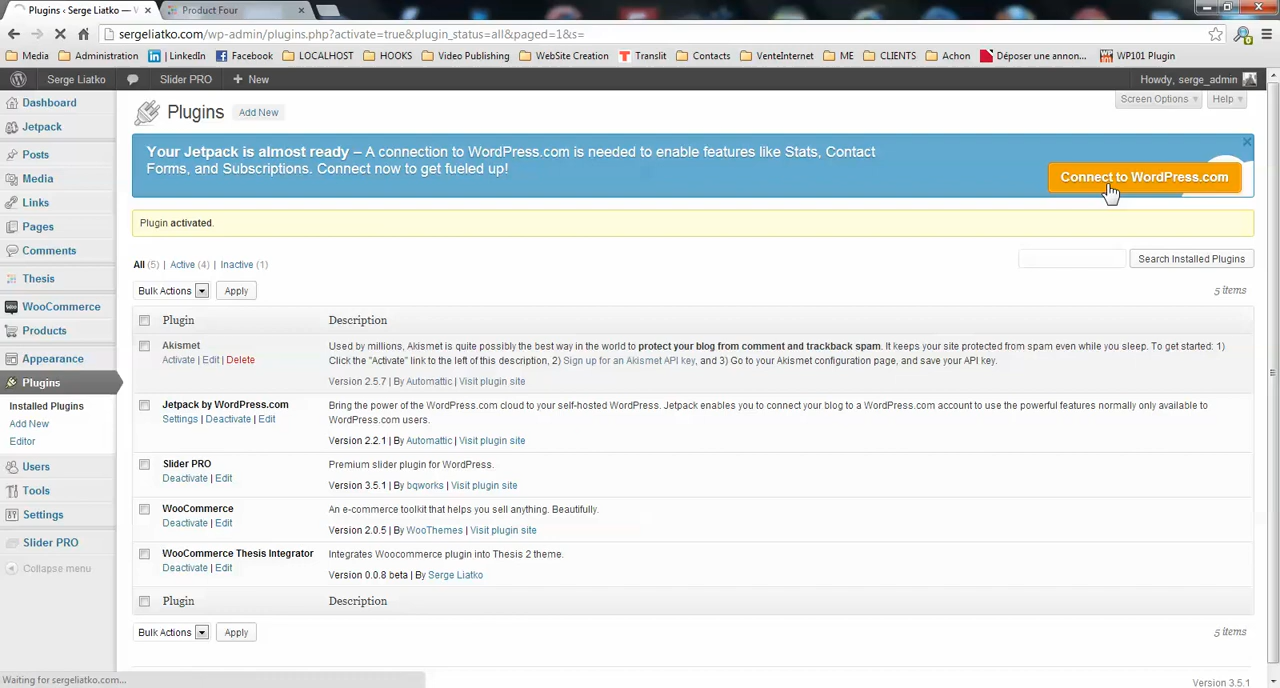 Plugins ‹ Serge Liatko — V
Product Four
sergeliatko.com/wp-admin/plugins.php?activate=true&plugin_status=all&paged=1&s=
Media Administration LinkedIn Facebook LOCALHOST HOOKS Video Publishing WebSite Creation Translit Contacts VenteInternet ME CLIENTS Achon Déposer une annon... WP101 Plugin
Serge Liatko Slider PRO + New Howdy, serge_admin
Screen Options Help
Dashboard
Jetpack
Posts
Media
Links
Pages
Comments
Thesis
WooCommerce
Products
Appearance
Plugins
Installed Plugins
Add New
Editor
Users
Tools
Settings
Slider PRO
Collapse menu
Plugins Add New
Your Jetpack is almost ready – A connection to WordPress.com is needed to enable features like Stats, Contact
Forms, and Subscriptions. Connect now to get fueled up!
Connect to WordPress.com
Plugin activated.
All (5) | Active (4) | Inactive (1)
Search Installed Plugins
Bulk Actions Apply
5 items
Plugin Description
Akismet
Activate | Edit | Delete
Used by millions, Akismet is quite possibly the best way in the world to protect your blog from comment and trackback spam. It keeps your site protected from spam even while you sleep. To get started: 1)
Click the "Activate" link to the left of this description, 2) Sign up for an Akismet API key, and 3) Go to your Akismet configuration page, and save your API key.
Version 2.5.7 | By Automattic | Visit plugin site
Jetpack by WordPress.com
Settings | Deactivate | Edit
Bring the power of the WordPress.com cloud to your self-hosted WordPress. Jetpack enables you to connect your blog to a WordPress.com account to use the powerful features normally only available to
WordPress.com users.
Version 2.2.1 | By Automattic | Visit plugin site
Slider PRO
Deactivate | Edit
Premium slider plugin for WordPress.
Version 3.5.1 | By bqworks | Visit plugin site
WooCommerce
Deactivate | Edit
An e-commerce toolkit that helps you sell anything. Beautifully.
Version 2.0.5 | By WooThemes | Visit plugin site
WooCommerce Thesis Integrator
Deactivate | Edit
Integrates Woocommerce plugin into Thesis 2 theme.
Version 0.0.8 beta | By Serge Liatko
Plugin Description
Bulk Actions Apply
5 items
Waiting for sergeliatko.com...
Version 3.5.1